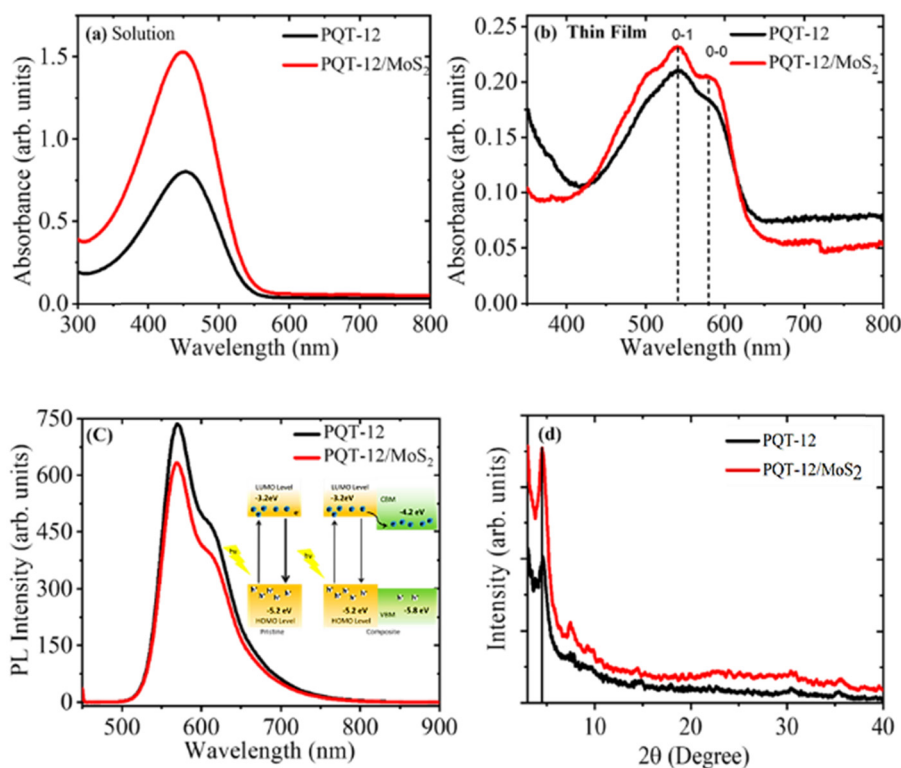 (a) Solution
PQT-12
PQT-12/MoS₂
Absorbance (arb. units)
1.5
1.0
0.5
0.0
300 400 500 600 700 800
Wavelength (nm)
(b) Thin Film
0-1
0-0
PQT-12
PQT-12/MoS₂
Absorbance (arb. units)
0.25
0.20
0.15
0.10
0.05
0.00
400 500 600 700 800
Wavelength (nm)
(C)
PQT-12
PQT-12/MoS₂
PL Intensity (arb. units)
750
600
450
300
150
0
500 600 700 800 900
Wavelength (nm)
LUMO Level
-3.2eV
hν
-5.2 eV
HOMO Level
Pristine
LUMO Level
-3.2eV
CBM
-4.2 eV
hν
-5.2 eV
HOMO Level
VBM
-5.8 eV
Composite
(d)
PQT-12
PQT-12/MoS2
Intensity (arb. units)
10 20 30 40
2θ (Degree)